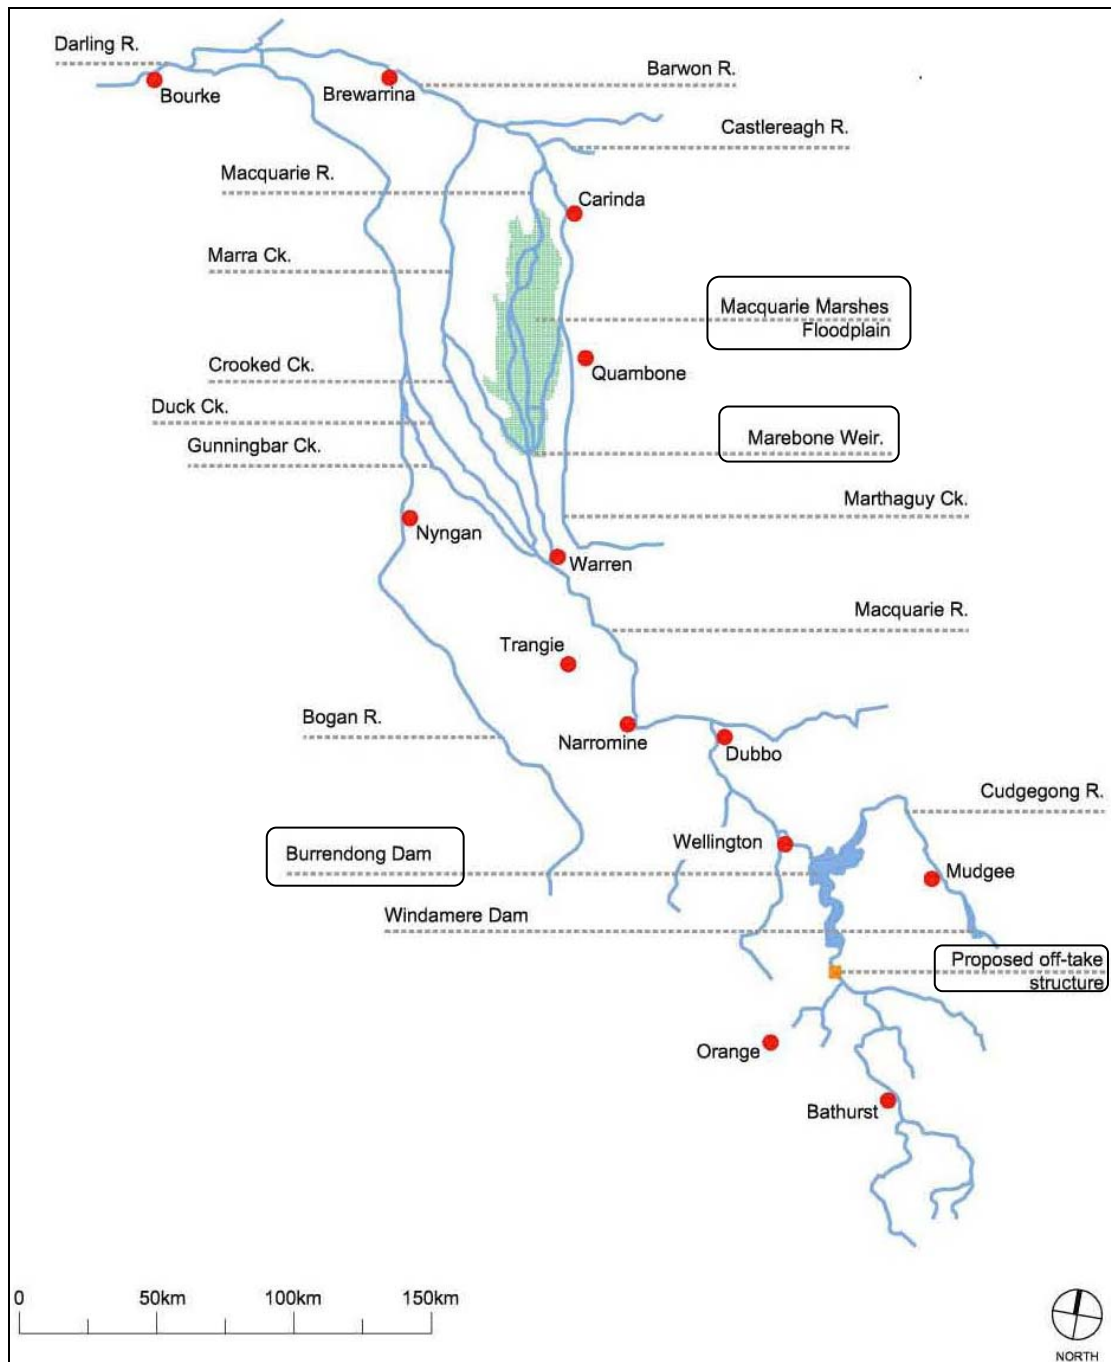 Darling R.
Bourke
Brewarrina
Barwon R.
Castlereagh R.
Macquarie R.
Carinda
Marra Ck.
Macquarie Marshes
Floodplain
Crooked Ck.
Quambone
Duck Ck.
Gunningbar Ck.
Marebone Weir.
Marthaguy Ck.
Nyngan
Warren
Macquarie R.
Trangie
Bogan R.
Narromine
Dubbo
Cudgegong R.
Wellington
Burrendong Dam
Mudgee
Windamere Dam
Proposed off-take
structure
Orange
Bathurst
0 50km 100km 150km
NORTH